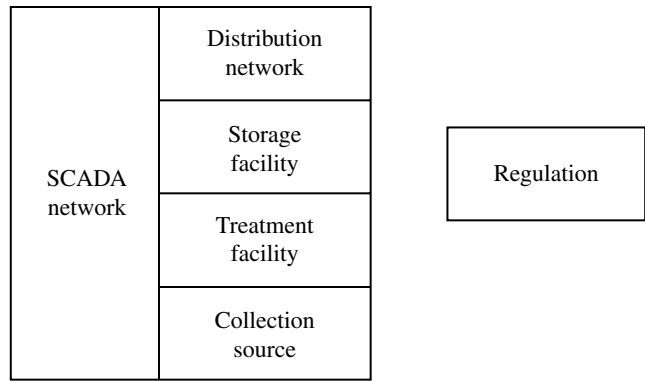 SCADA
network
Distribution
network
Storage
facility
Treatment
facility
Collection
source
Regulation